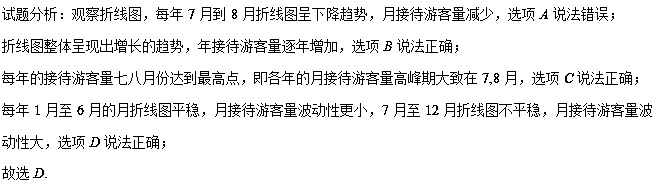 试题分析：观察折线图，每年 7 月到 8 月折线图呈下降趋势，月接待游客量减少，选项 A 说法错误；
折线图整体呈现出增长的趋势，年接待游客量逐年增加，选项 B 说法正确；
每年的接待游客量七八月份达到最高点，即各年的月接待游客量高峰期大致在 7,8 月，选项 C 说法正确；
每年 1 月至 6 月的月折线图平稳，月接待游客量波动性更小，7 月至 12 月折线图不平稳，月接待游客量波
动性大，选项 D 说法正确；
故选 D.